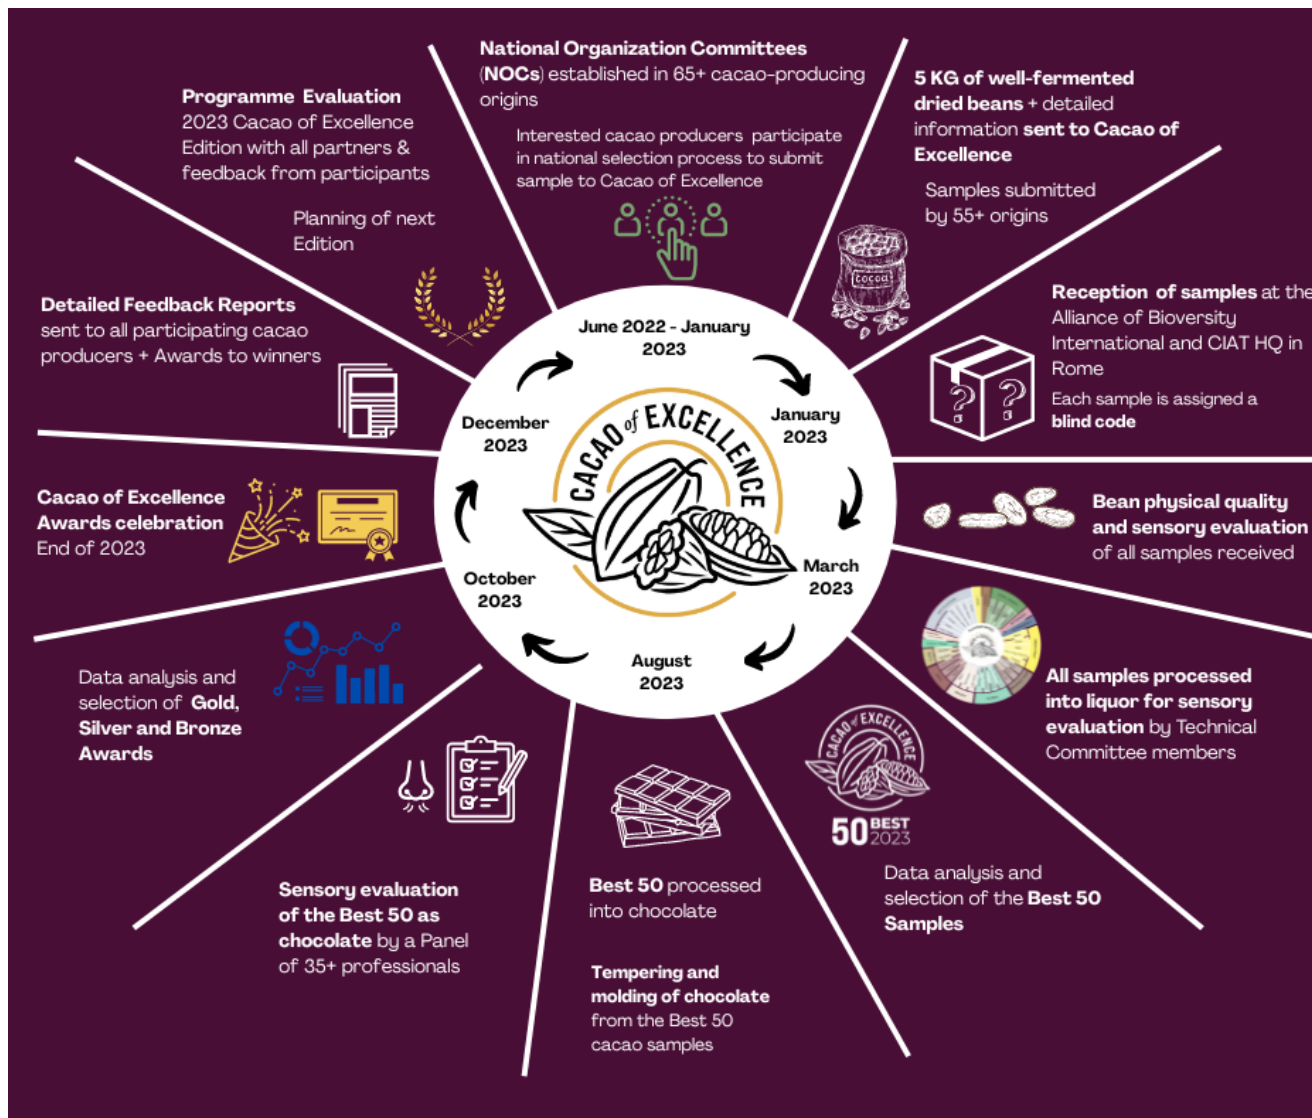 National Organization Committees
(NOCs) established in 65+ cacao-producing
origins
Interested cacao producers participate
in national selection process to submit
sample to Cacao of Excellence
5 KG of well-fermented
dried beans + detailed
information sent to Cacao of
Excellence
Samples submitted
by 55+ origins
cocoa
Reception of samples at the
Alliance of Bioversity
International and CIAT HQ in
Rome
Each sample is assigned a
blind code
? ?
Bean physical quality
and sensory evaluation
of all samples received
All samples processed
into liquor for sensory
evaluation by Technical
Committee members
CACAO of EXCELLENCE
50 BEST
2023
Data analysis and
selection of the Best 50
Samples
Best 50 processed
into chocolate
Tempering and
molding of chocolate
from the Best 50
cacao samples
Sensory evaluation
of the Best 50 as
chocolate by a Panel
of 35+ professionals
Data analysis and
selection of Gold,
Silver and Bronze
Awards
Cacao of Excellence
Awards celebration
End of 2023
Detailed Feedback Reports
sent to all participating cacao
producers + Awards to winners
Programme Evaluation
2023 Cacao of Excellence
Edition with all partners &
feedback from participants
Planning of next
Edition
June 2022 - January
2023
January
2023
March
2023
August
2023
October
2023
December
2023
CACAO of EXCELLENCE